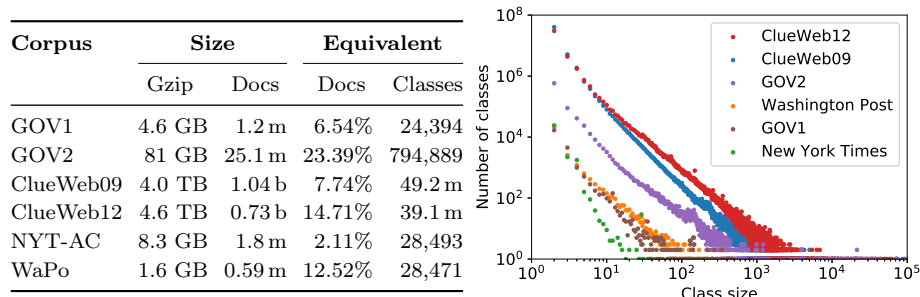 Corpus Size Equivalent
Gzip Docs Docs Classes
GOV1 4.6 GB 1.2 m 6.54% 24,394
GOV2 81 GB 25.1 m 23.39% 794,889
ClueWeb09 4.0 TB 1.04 b 7.74% 49.2 m
ClueWeb12 4.6 TB 0.73 b 14.71% 39.1 m
NYT-AC 8.3 GB 1.8 m 2.11% 28,493
WaPo 1.6 GB 0.59 m 12.52% 28,471
Number of classes
10^8
10^6
10^4
10^2
10^0
ClueWeb12
ClueWeb09
GOV2
Washington Post
GOV1
New York Times
10^0 10^1 10^2 10^3 10^4 10^5
Class size